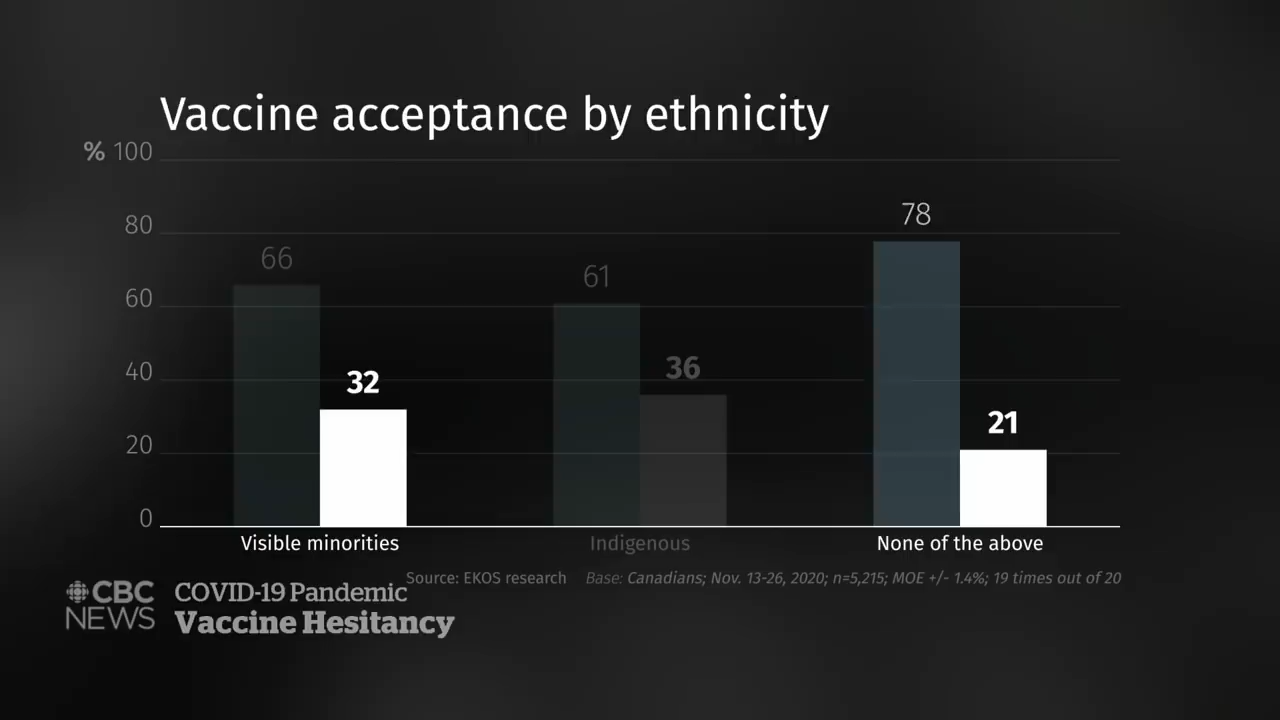 Vaccine acceptance by ethnicity
% 100
80
60
40
20
0
66
32
61
36
78
21
Visible minorities
Indigenous
None of the above
Source: EKOS research Base: Canadians; Nov. 13-26, 2020; n=5,215; MOE +/- 1.4%; 19 times out of 20
CBC
NEWS
COVID-19 Pandemic
Vaccine Hesitancy